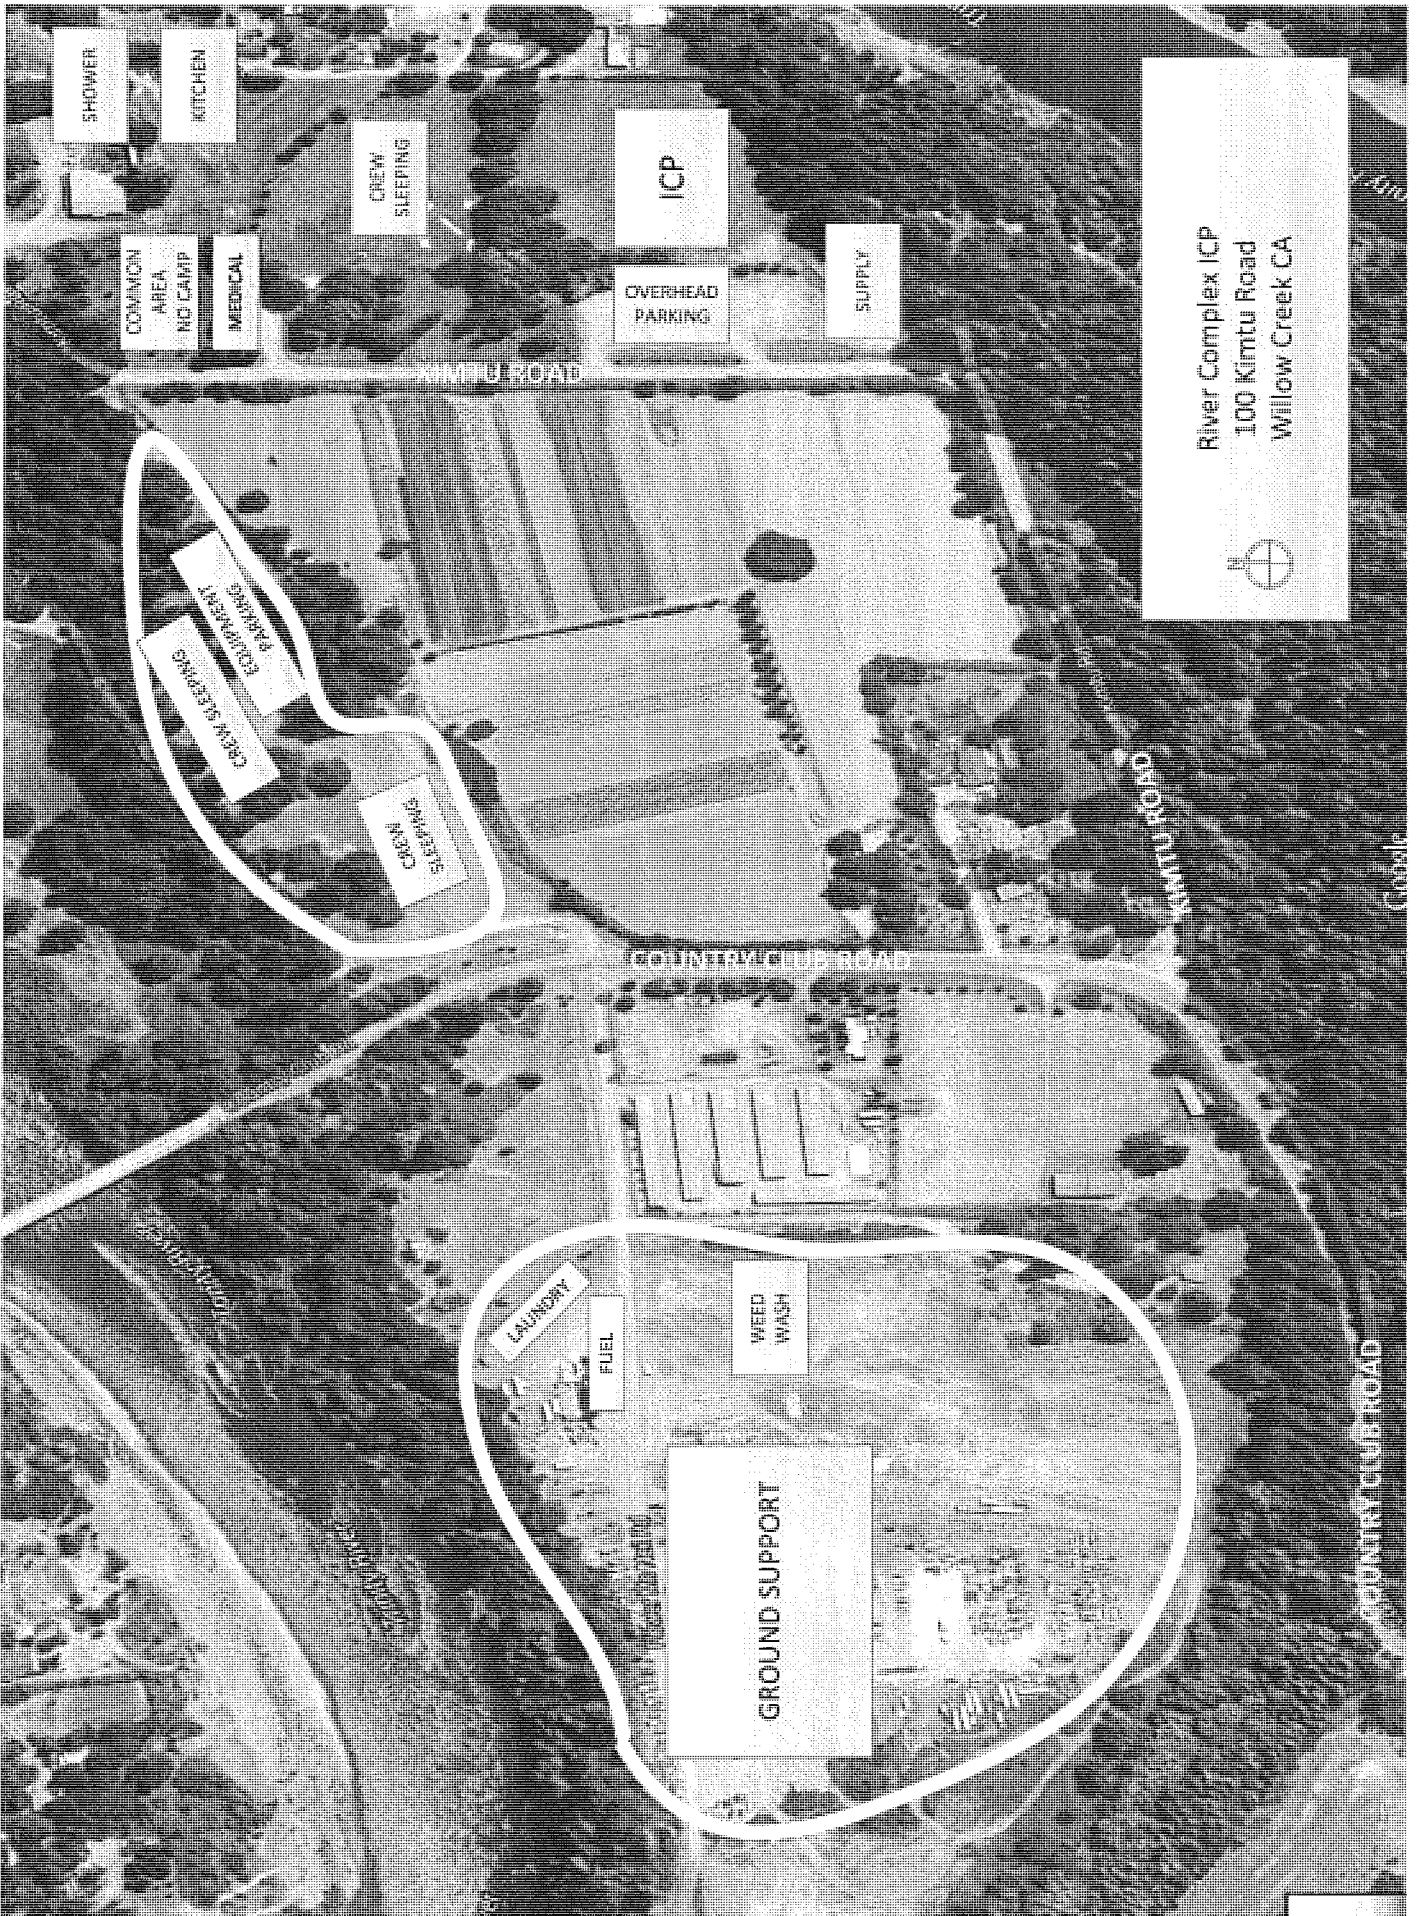 SHOWER
KITCHEN
CREW
SLEEPING
ICP
COMMON
AREA
NO CAMP
MEDICAL
OVERHEAD
PARKING
SUPPLY
KIMTU ROAD
River Complex ICP
100 Kimtu Road
Willow Creek CA
N
EQUIPMENT
PARKING
CREW SLEEPING
CREW
SLEEPING
KIMTU ROAD
Google
COUNTRY CLUB ROAD
LAUNDRY
FUEL
WEED
WASH
GROUND SUPPORT
COUNTRY CLUB ROAD